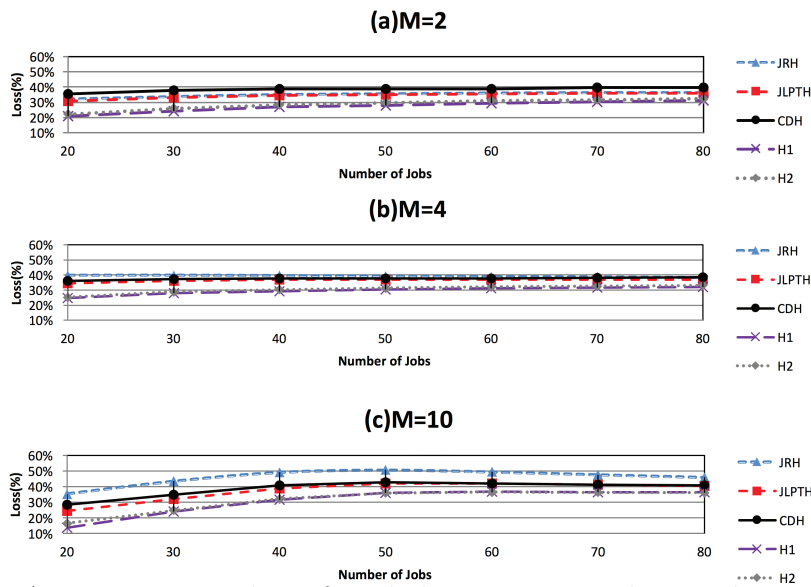 (a)M=2
60%
50%
40%
30%
20%
10%
Loss(%)
20 30 40 50 60 70 80
Number of Jobs
JRH
JLPTH
CDH
H1
H2
(b)M=4
60%
50%
40%
30%
20%
10%
Loss(%)
20 30 40 50 60 70 80
Number of Jobs
JRH
JLPTH
CDH
H1
H2
(c)M=10
60%
50%
40%
30%
20%
10%
Loss(%)
20 30 40 50 60 70 80
Number of Jobs
JRH
JLPTH
CDH
H1
H2